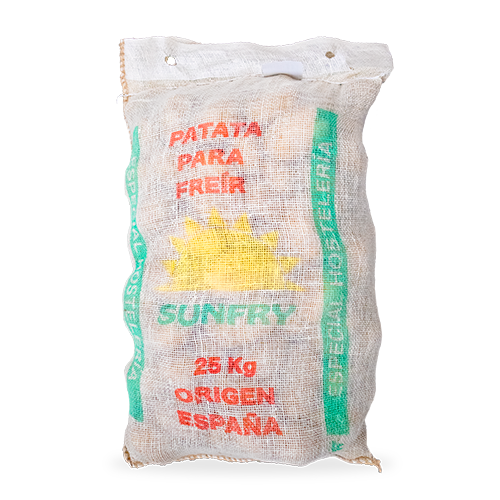 PATATA
PARA
FREÍR
SUNFRY
25 Kg
ORIGEN
ESPAÑA
ESPECIAL HOSTELERÍA
ESPECIAL HOSTELERÍA